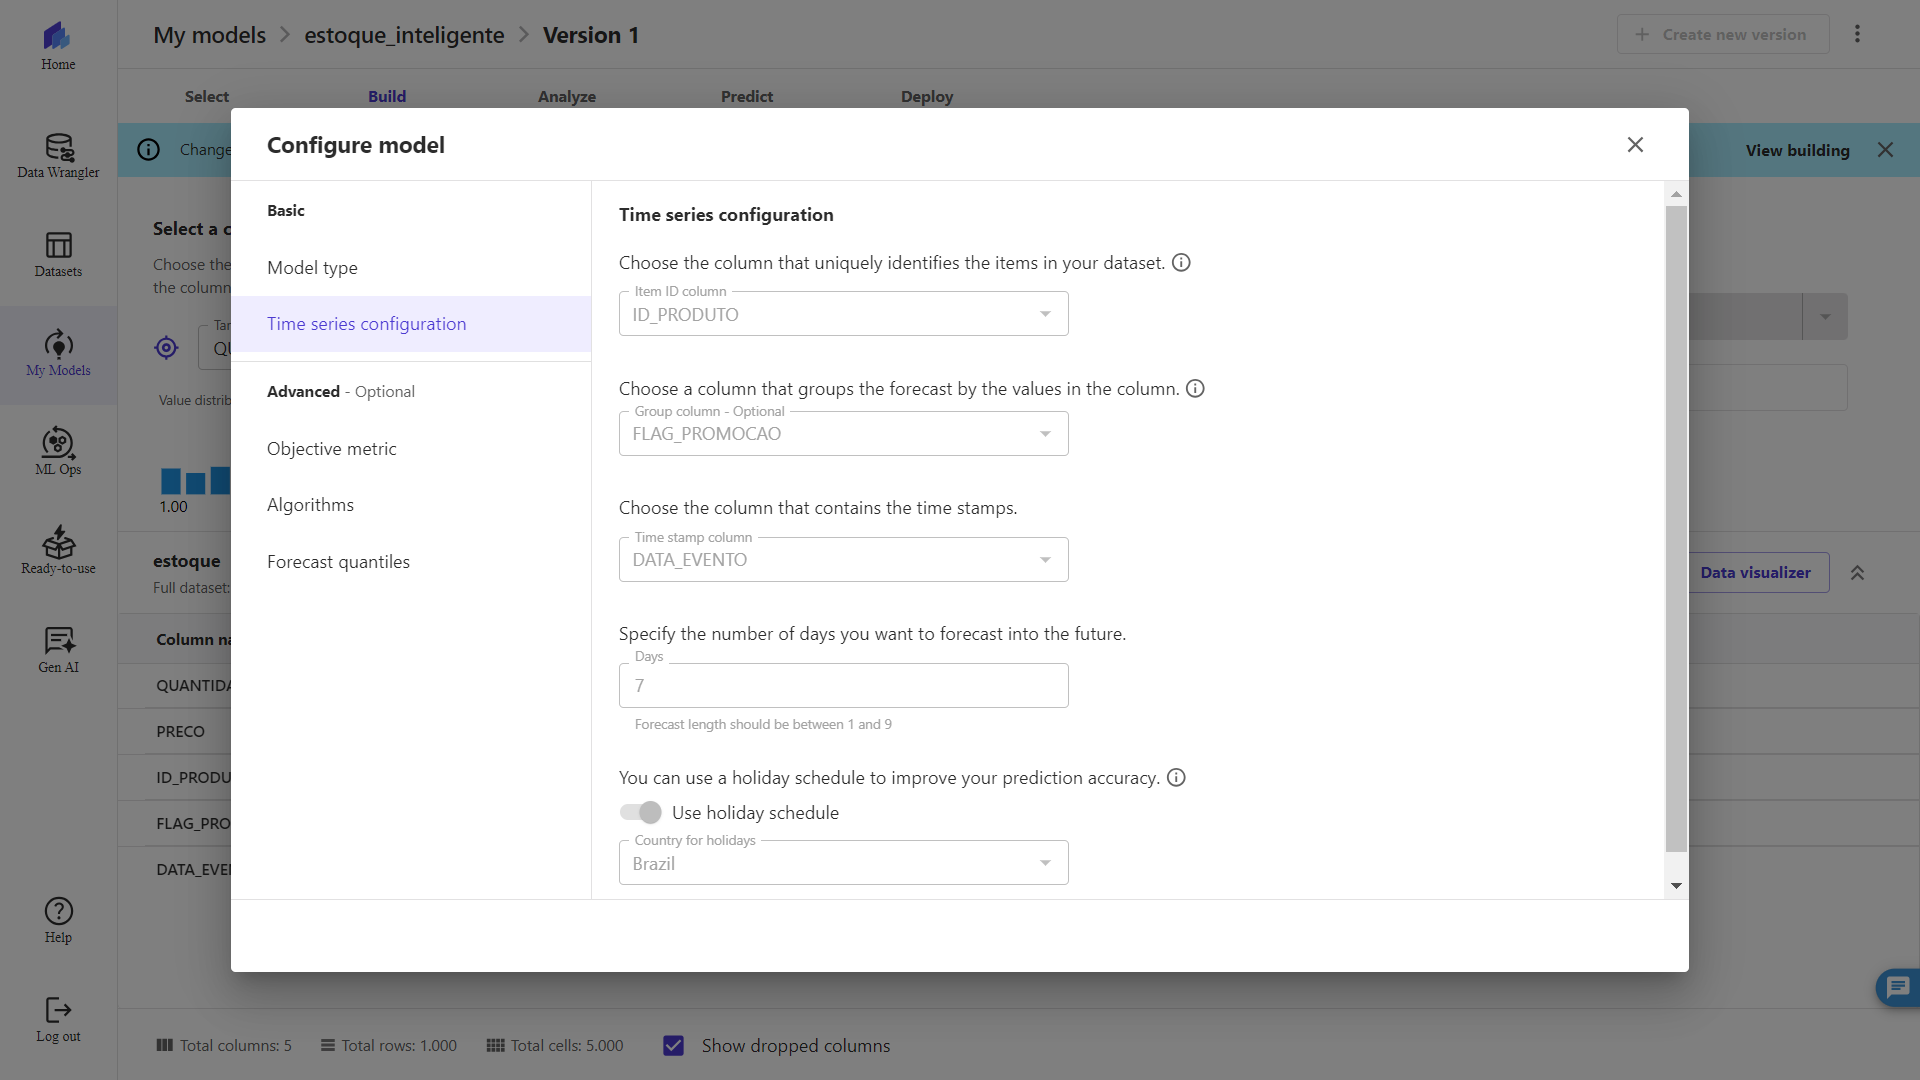 Home
Data Wrangler
Datasets
My Models
ML Ops
Ready-to-use
Gen AI
Help
Log out
My models
estoque_inteligente
Version 1
Create new version
Select
Build
Analyze
Predict
Deploy
Change
View building
Select a c
Choose the
the column
Tar
QU
Value distrib
1.00
estoque
Full dataset:
Data visualizer
Column na
QUANTIDA
PRECO
ID_PRODU
FLAG_PRO
DATA_EVE
Total columns: 5
Total rows: 1.000
Total cells: 5.000
Show dropped columns
Configure model
Basic
Model type
Time series configuration
Advanced - Optional
Objective metric
Algorithms
Forecast quantiles
Time series configuration
Choose the column that uniquely identifies the items in your dataset.
Item ID column
ID_PRODUTO
Choose a column that groups the forecast by the values in the column.
Group column - Optional
FLAG_PROMOCAO
Choose the column that contains the time stamps.
Time stamp column
DATA_EVENTO
Specify the number of days you want to forecast into the future.
Days
7
Forecast length should be between 1 and 9
You can use a holiday schedule to improve your prediction accuracy.
Use holiday schedule
Country for holidays
Brazil